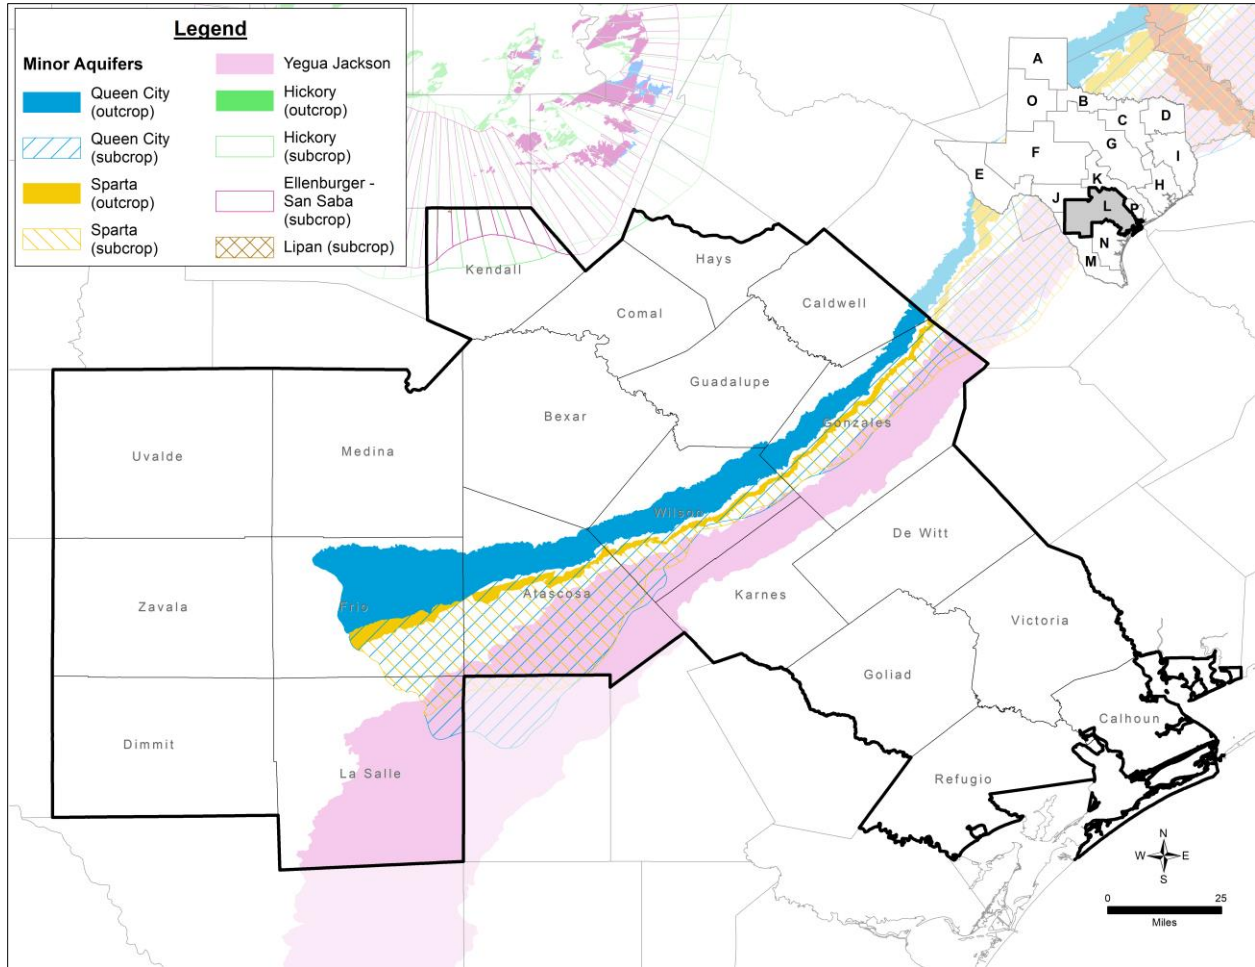 Legend
Minor Aquifers
Queen City
(outcrop)
Queen City
(subcrop)
Sparta
(outcrop)
Sparta
(subcrop)
Yegua Jackson
Hickory
(outcrop)
Hickory
(subcrop)
Ellenburger -
San Saba
(subcrop)
Lipan (subcrop)
A
O
B
C
D
F
G
I
E
K
H
J
L
P
N
M
Kendall
Hays
Comal
Caldwell
Guadalupe
Bexar
Gonzales
Uvalde
Medina
Wilson
De Witt
Zavala
Frio
Atascosa
Karnes
Victoria
Goliad
Calhoun
Dimmit
La Salle
Refugio
N
W
E
S
0
25
Miles